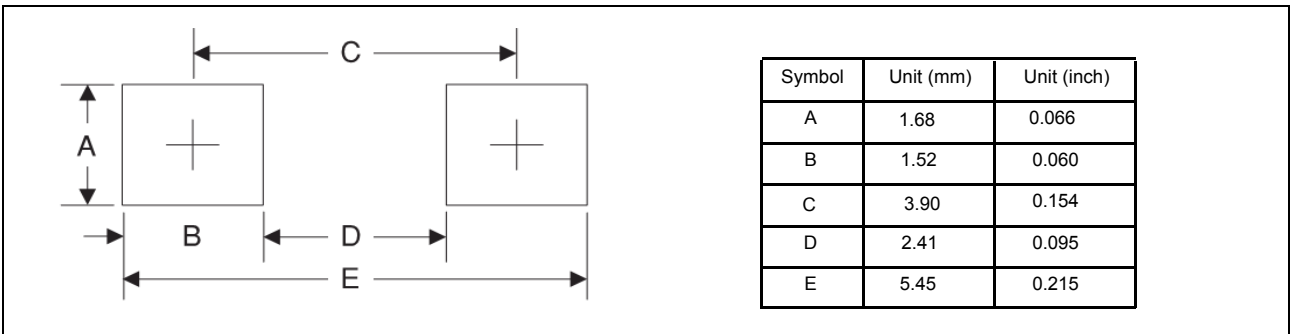 C
A
B
D
E
Symbol Unit (mm) Unit (inch)
A 1.68 0.066
B 1.52 0.060
C 3.90 0.154
D 2.41 0.095
E 5.45 0.215